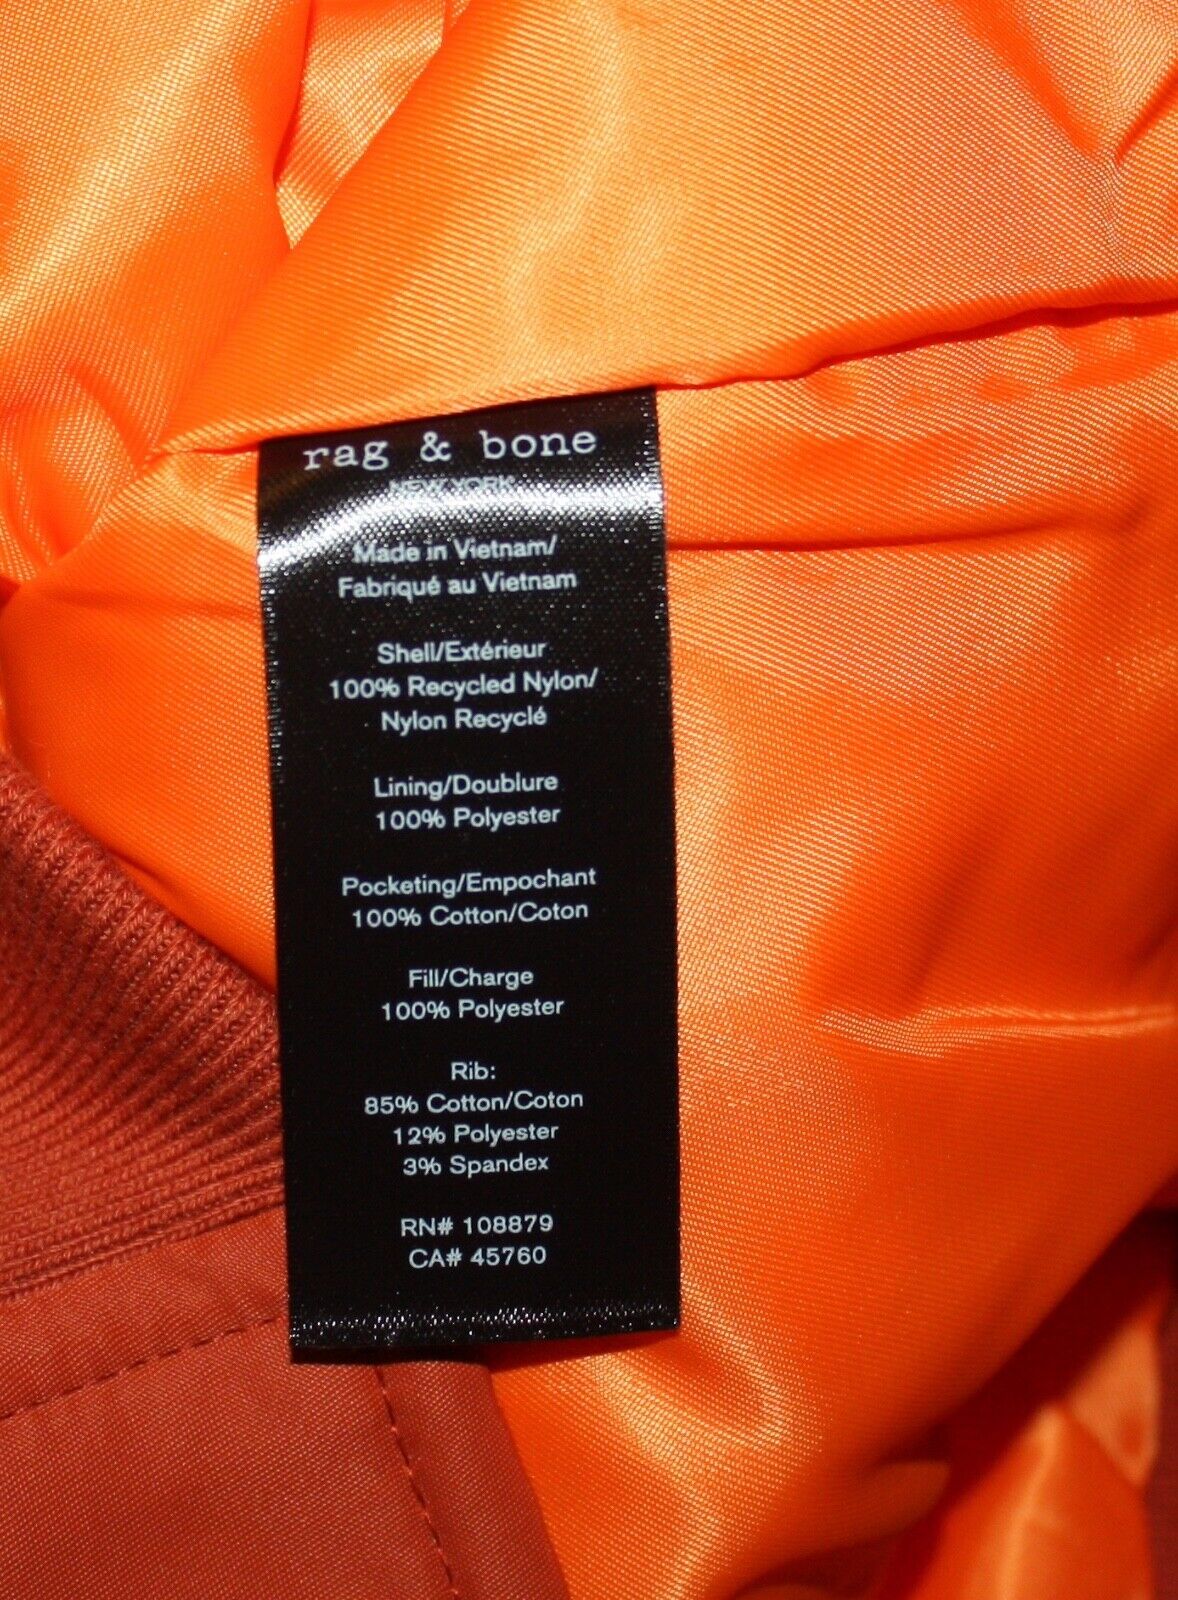 rag & bone
NEW YORK
Made in Vietnam/
Fabriqué au Vietnam
Shell/Extérieur
100% Recycled Nylon/
Nylon Recyclé
Lining/Doublure
100% Polyester
Pocketing/Empochant
100% Cotton/Coton
Fill/Charge
100% Polyester
Rib:
85% Cotton/Coton
12% Polyester
3% Spandex
RN# 108879
CA# 45760